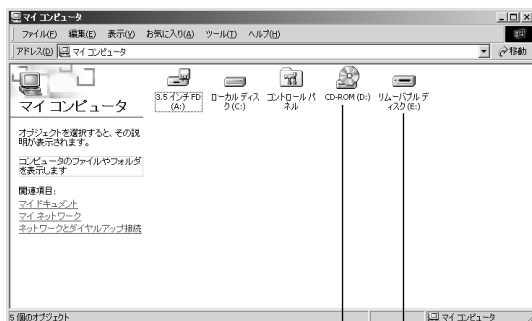 マイ コンピュータ
ファイル(F) 編集(E) 表示(V) お気に入り(A) ツール(T) ヘルプ(H)
アドレス(D) マイ コンピュータ 移動
マイ コンピュータ
オブジェクトを選択すると、その説
明が表示されます。
コンピュータのファイルやフォルダ
を表示します
関連項目:
マイ ドキュメント
マイ ネットワーク
ネットワークとダイヤルアップ接続
3.5 インチ FD
(A:)
ローカル ディス
ク (C:)
コントロール パ
ネル
CD-ROM (D:)
リムーバブル デ
ィスク (E:)
5 個のオブジェクト
マイ コンピュータ